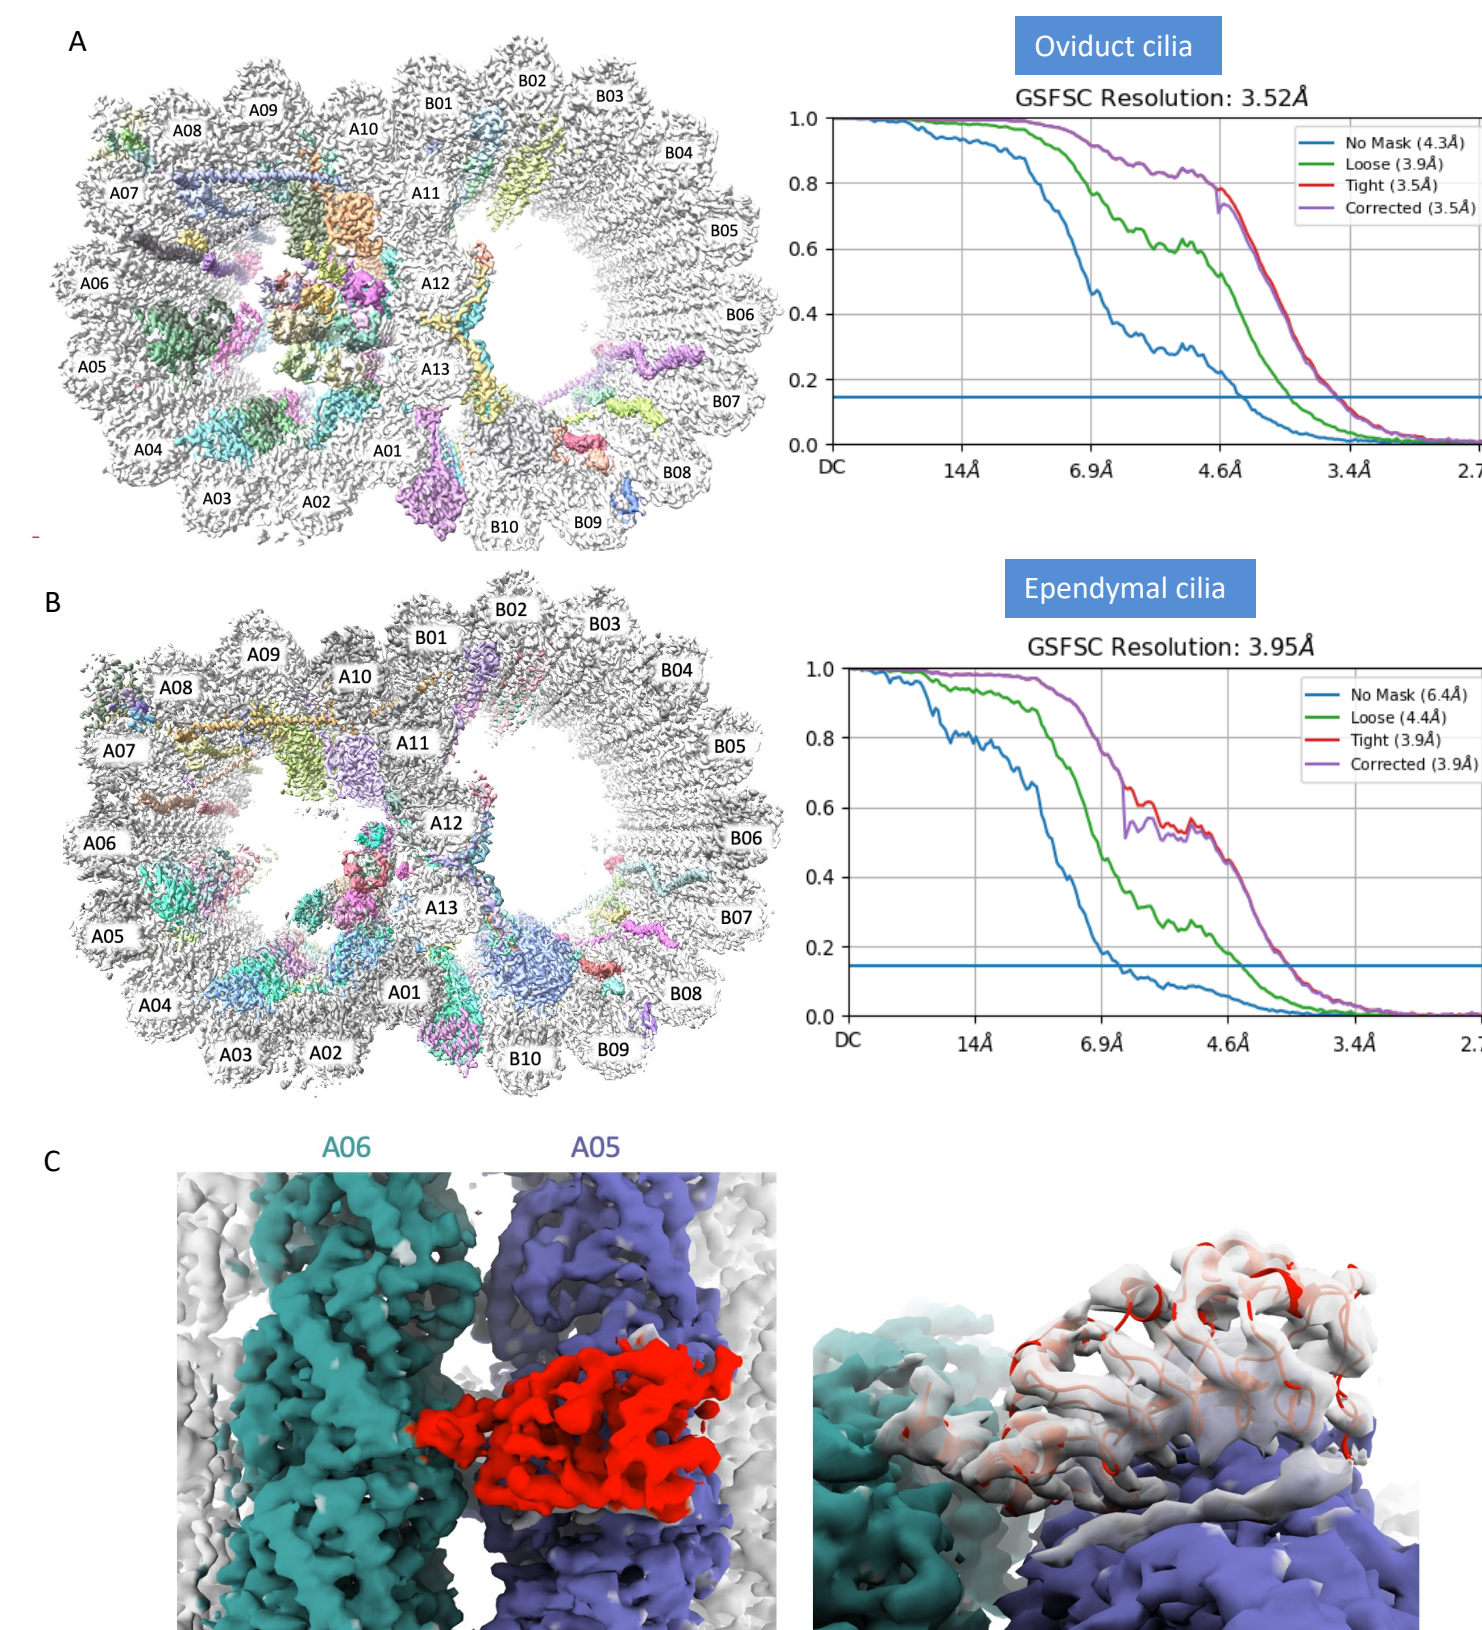 A
Oviduct cilia
GSFSC Resolution: 3.52Å
B02
B01
B03
A09
A10
A08
B04
A07
A11
B05
A12
A06
B06
A13
A05
B07
A04
A01
B08
A03
A02
B10
B09
1.0
0.8
0.6
0.4
0.2
0.0
No Mask (4.3Å)
Loose (3.9Å)
Tight (3.5Å)
Corrected (3.5Å)
DC 14Å 6.9Å 4.6Å 3.4Å 2.7
B
Ependymal cilia
GSFSC Resolution: 3.95Å
B02
B01
B03
A09
A10
B04
A08
A07
A11
B05
A12
A06
B06
A13
B07
A05
A01
B08
A04
A03
A02
B10
B09
1.0
0.8
0.6
0.4
0.2
0.0
No Mask (6.4Å)
Loose (4.4Å)
Tight (3.9Å)
Corrected (3.9Å)
DC 14Å 6.9Å 4.6Å 3.4Å 2.7
C
A06 A05